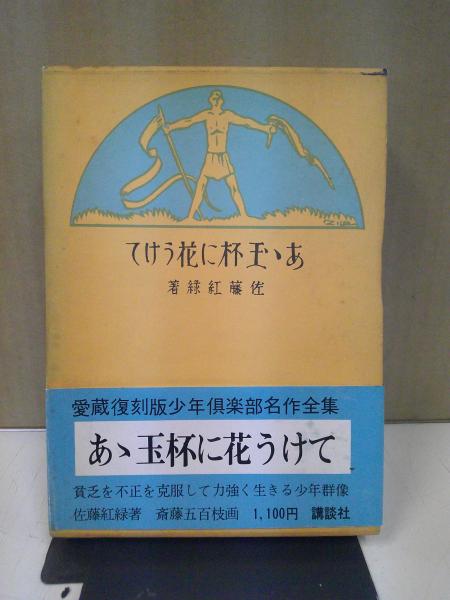 あゝ玉杯に花うけて
佐藤紅緑著
愛蔵復刻版少年倶楽部名作全集
あゝ玉杯に花うけて
貧乏を不正を克服して力強く生きる少年群像
佐藤紅緑著 斎藤五百枝画 1,100円 講談社